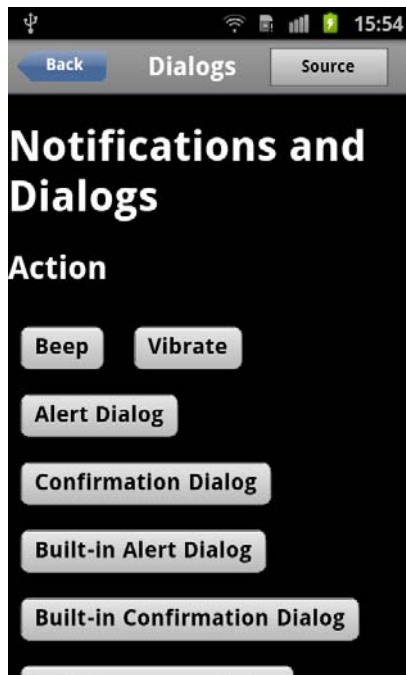 15:54
Back Dialogs Source
Notifications and
Dialogs
Action
Beep Vibrate
Alert Dialog
Confirmation Dialog
Built-in Alert Dialog
Built-in Confirmation Dialog